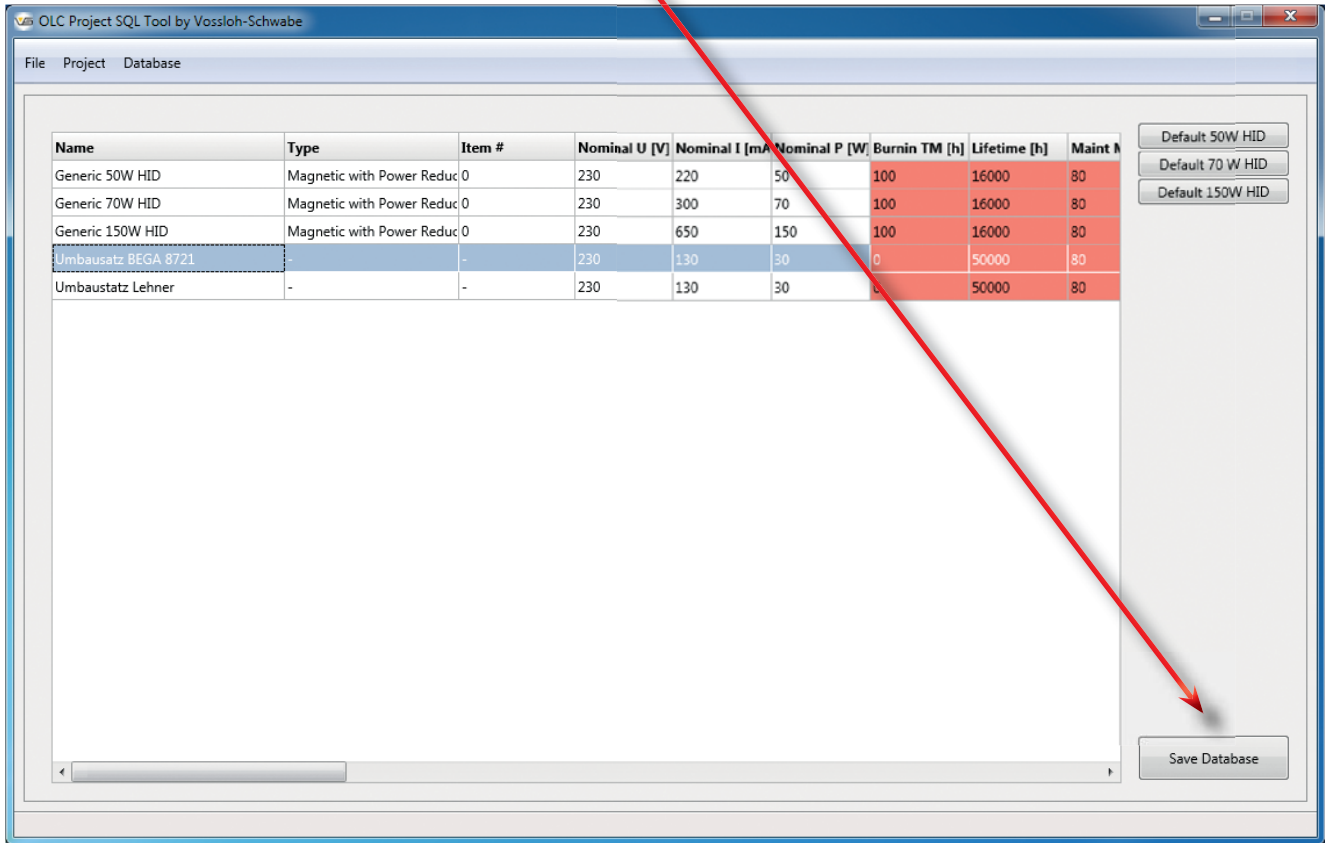 VS OLC Project SQL Tool by Vossloh-Schwabe
File Project Database
Default 50W HID
Default 70 W HID
Default 150W HID
Name Type Item # Nominal U [V] Nominal I [mA Nominal P [W] Burnin TM [h] Lifetime [h] Maint M
Generic 50W HID Magnetic with Power Reduc 0 230 220 50 100 16000 80
Generic 70W HID Magnetic with Power Reduc 0 230 300 70 100 16000 80
Generic 150W HID Magnetic with Power Reduc 0 230 650 150 100 16000 80
Umbausatz BEGA 8721 - - 230 130 30 0 50000 80
Umbaustatz Lehner - - 230 130 30 50000 80
Save Database